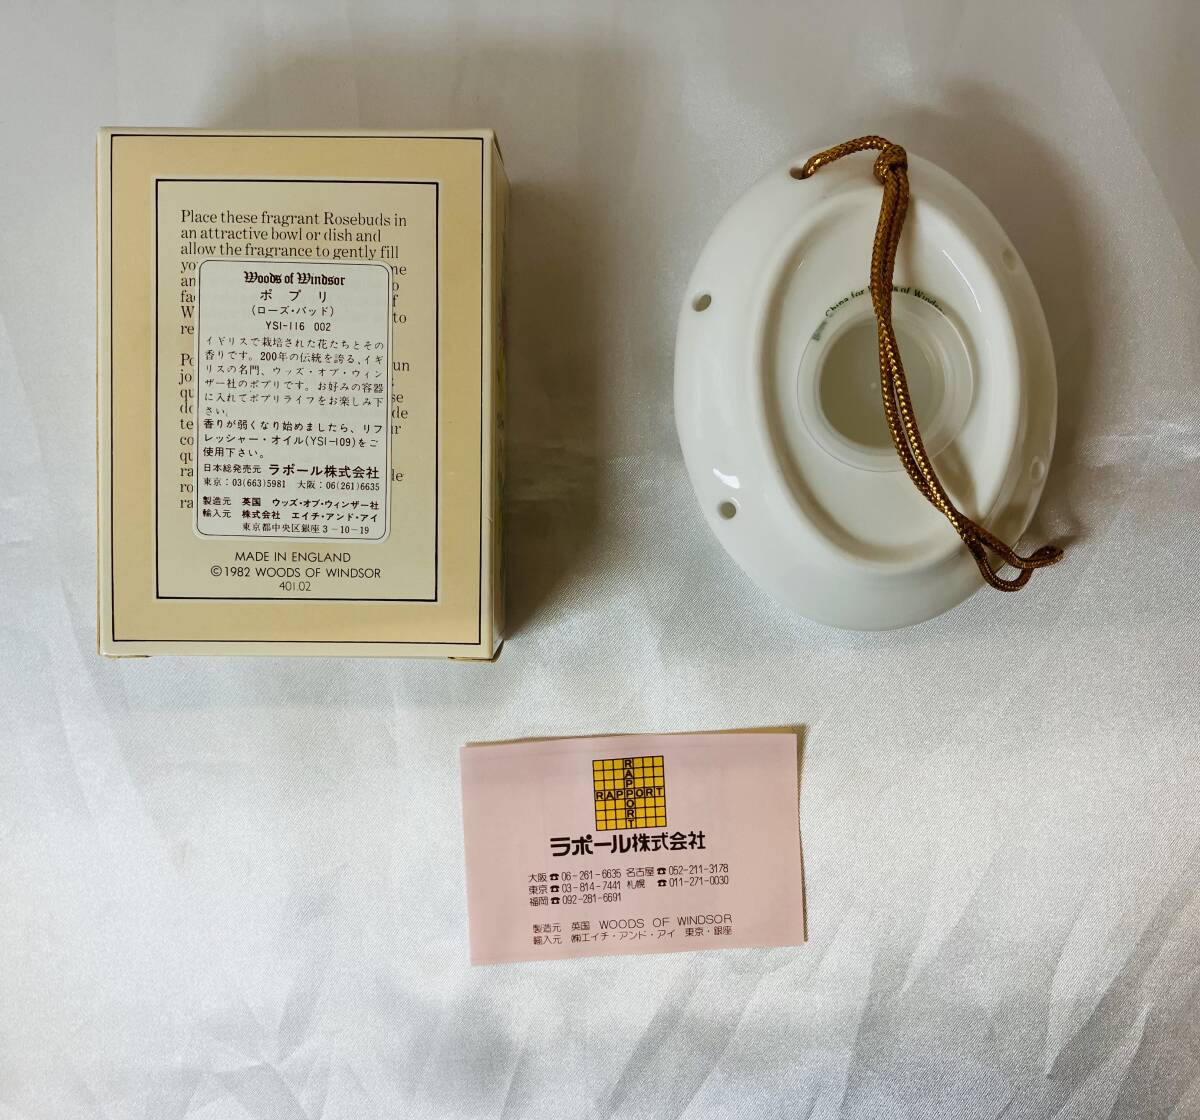 Place these fragrant Rosebuds in
an attractive bowl or dish and
allow the fragrance to gently fill
Woods of Windsor
ポプリ
(ローズ・バッド)
YSI-116 002
イギリスで栽培された花たちとその
香りです。200年の伝統を誇る、イギ
リスの名門、ウッズ・オブ・ウィン
ザー社のポプリです。お好みの容器
に入れてポプリライフをお楽しみ下
さい。
香りが弱くなり始めましたら、リフ
レッシャー・オイル(YSI-109)をご
使用下さい。
日本総発売元 ラポール株式会社
東京:03(663)5981 大阪:06(261)6635
製造元 英国 ウッズ・オブ・ウィンザー社
輸入元 株式会社 エイチ・アンド・アイ
東京都中央区銀座3-10-19
MADE IN ENGLAND
©1982 WOODS OF WINDSOR
401.02
China for Woods of Windsor
RAPPORT
RAPPORT
ラポール株式会社
大阪☎06-261-6635 名古屋☎052-211-3178
東京☎03-814-7441 札幌 ☎011-271-0030
福岡☎092-281-6691
製造元 英国 WOODS OF WINDSOR
輸入元 ㈱エイチ・アンド・アイ 東京・銀座